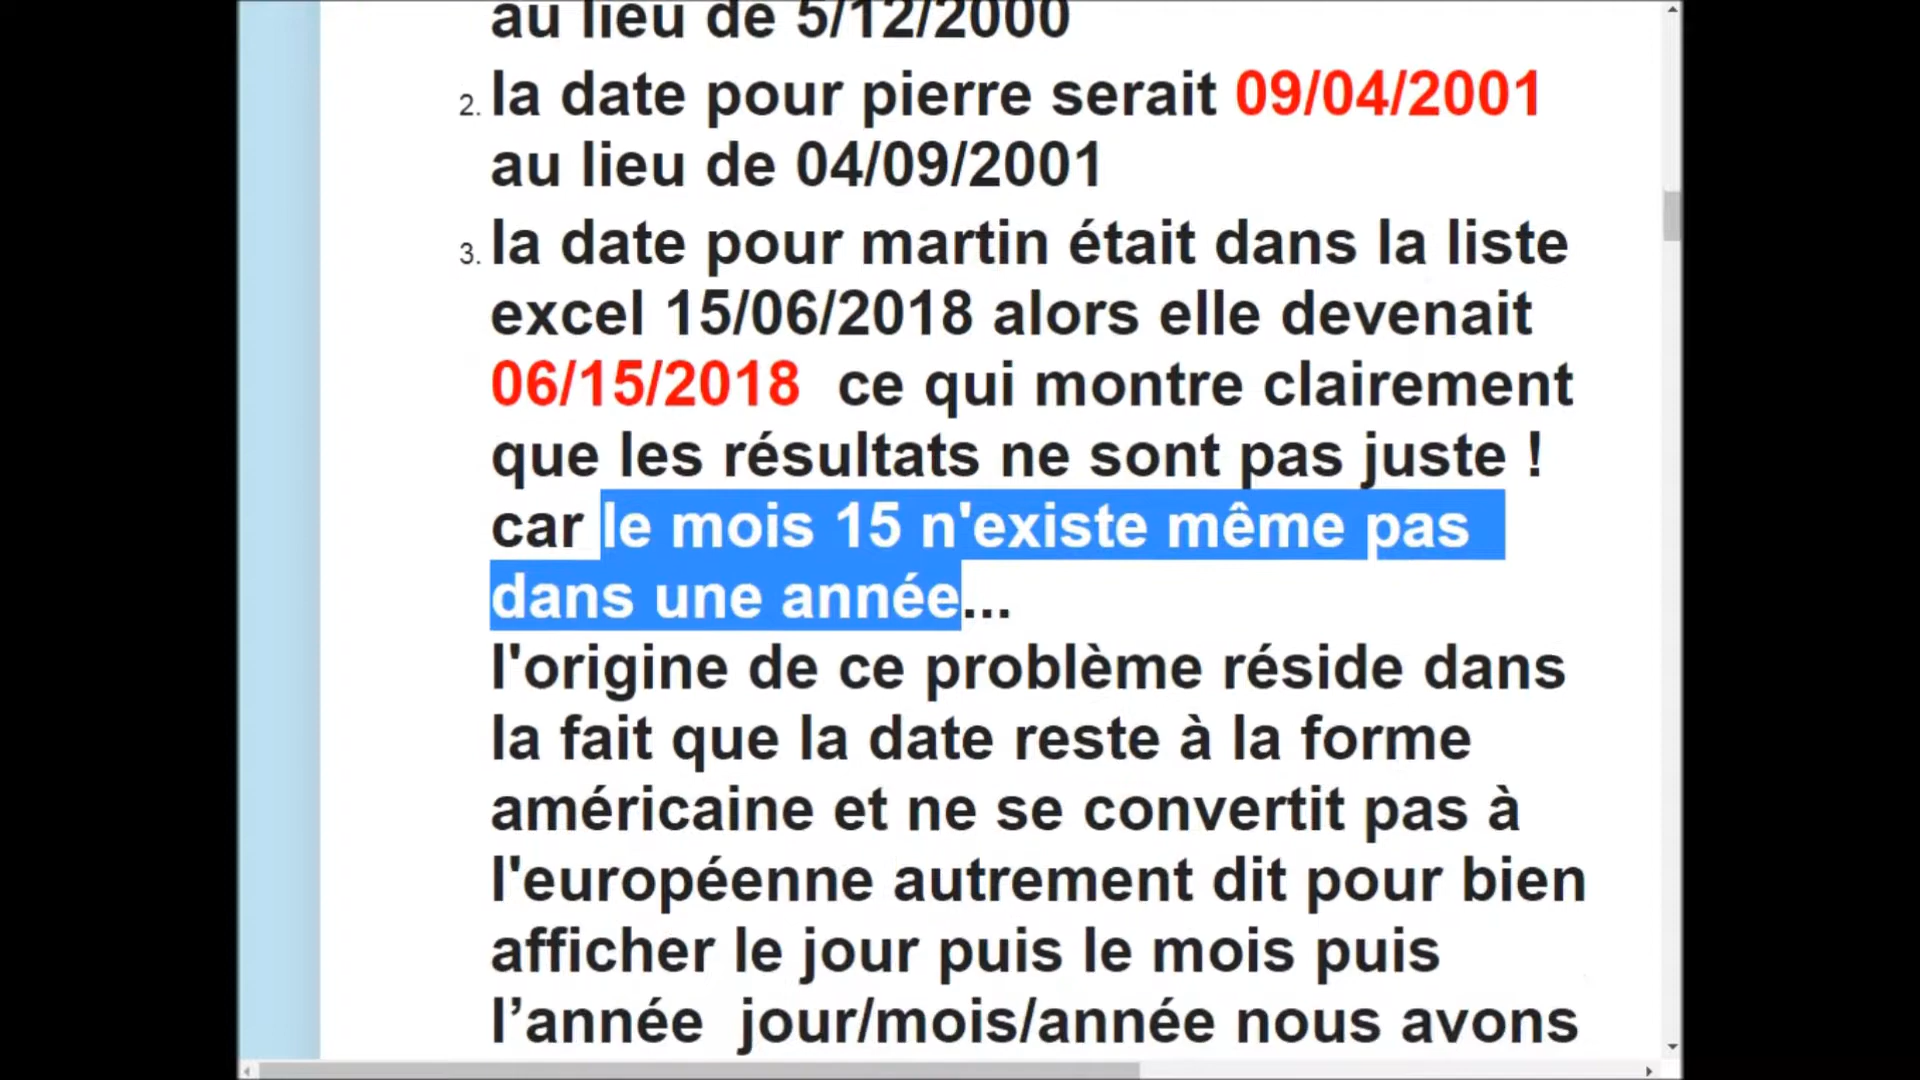 au lieu de 5/12/2000
2. la date pour pierre serait 09/04/2001
au lieu de 04/09/2001
3. la date pour martin était dans la liste
excel 15/06/2018 alors elle devenait
06/15/2018 ce qui montre clairement
que les résultats ne sont pas juste !
car le mois 15 n'existe même pas
dans une année...
l'origine de ce problème réside dans
la fait que la date reste à la forme
américaine et ne se convertit pas à
l'européenne autrement dit pour bien
afficher le jour puis le mois puis
l’année jour/mois/année nous avons